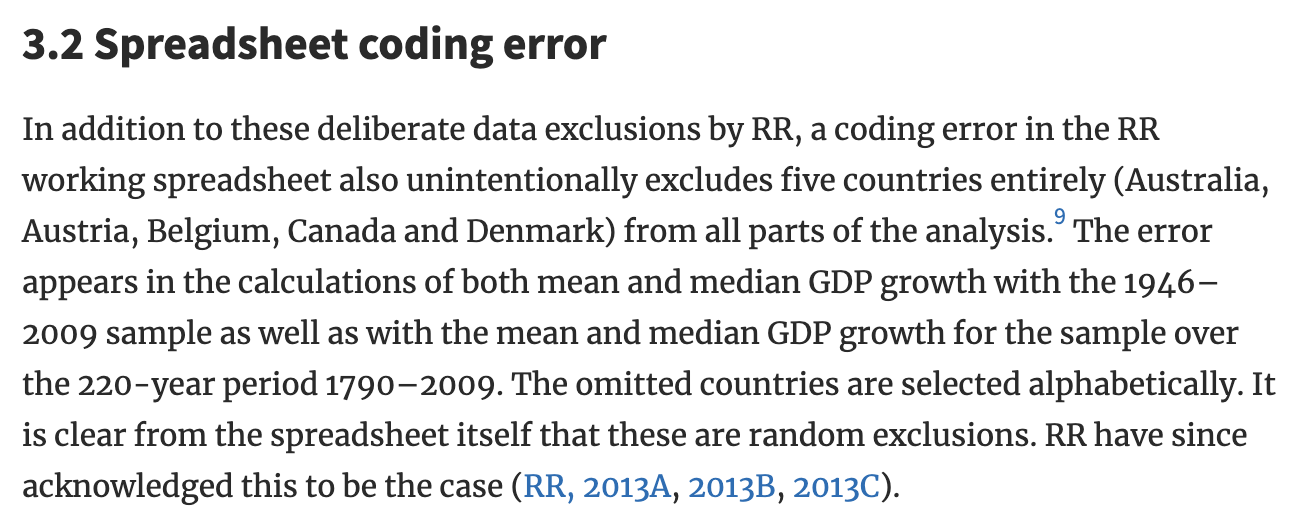 3.2 Spreadsheet coding error
In addition to these deliberate data exclusions by RR, a coding error in the RR
working spreadsheet also unintentionally excludes five countries entirely (Australia,
Austria, Belgium, Canada and Denmark) from all parts of the analysis.9 The error
appears in the calculations of both mean and median GDP growth with the 1946–
2009 sample as well as with the mean and median GDP growth for the sample over
the 220-year period 1790–2009. The omitted countries are selected alphabetically. It
is clear from the spreadsheet itself that these are random exclusions. RR have since
acknowledged this to be the case (RR, 2013A, 2013B, 2013C).